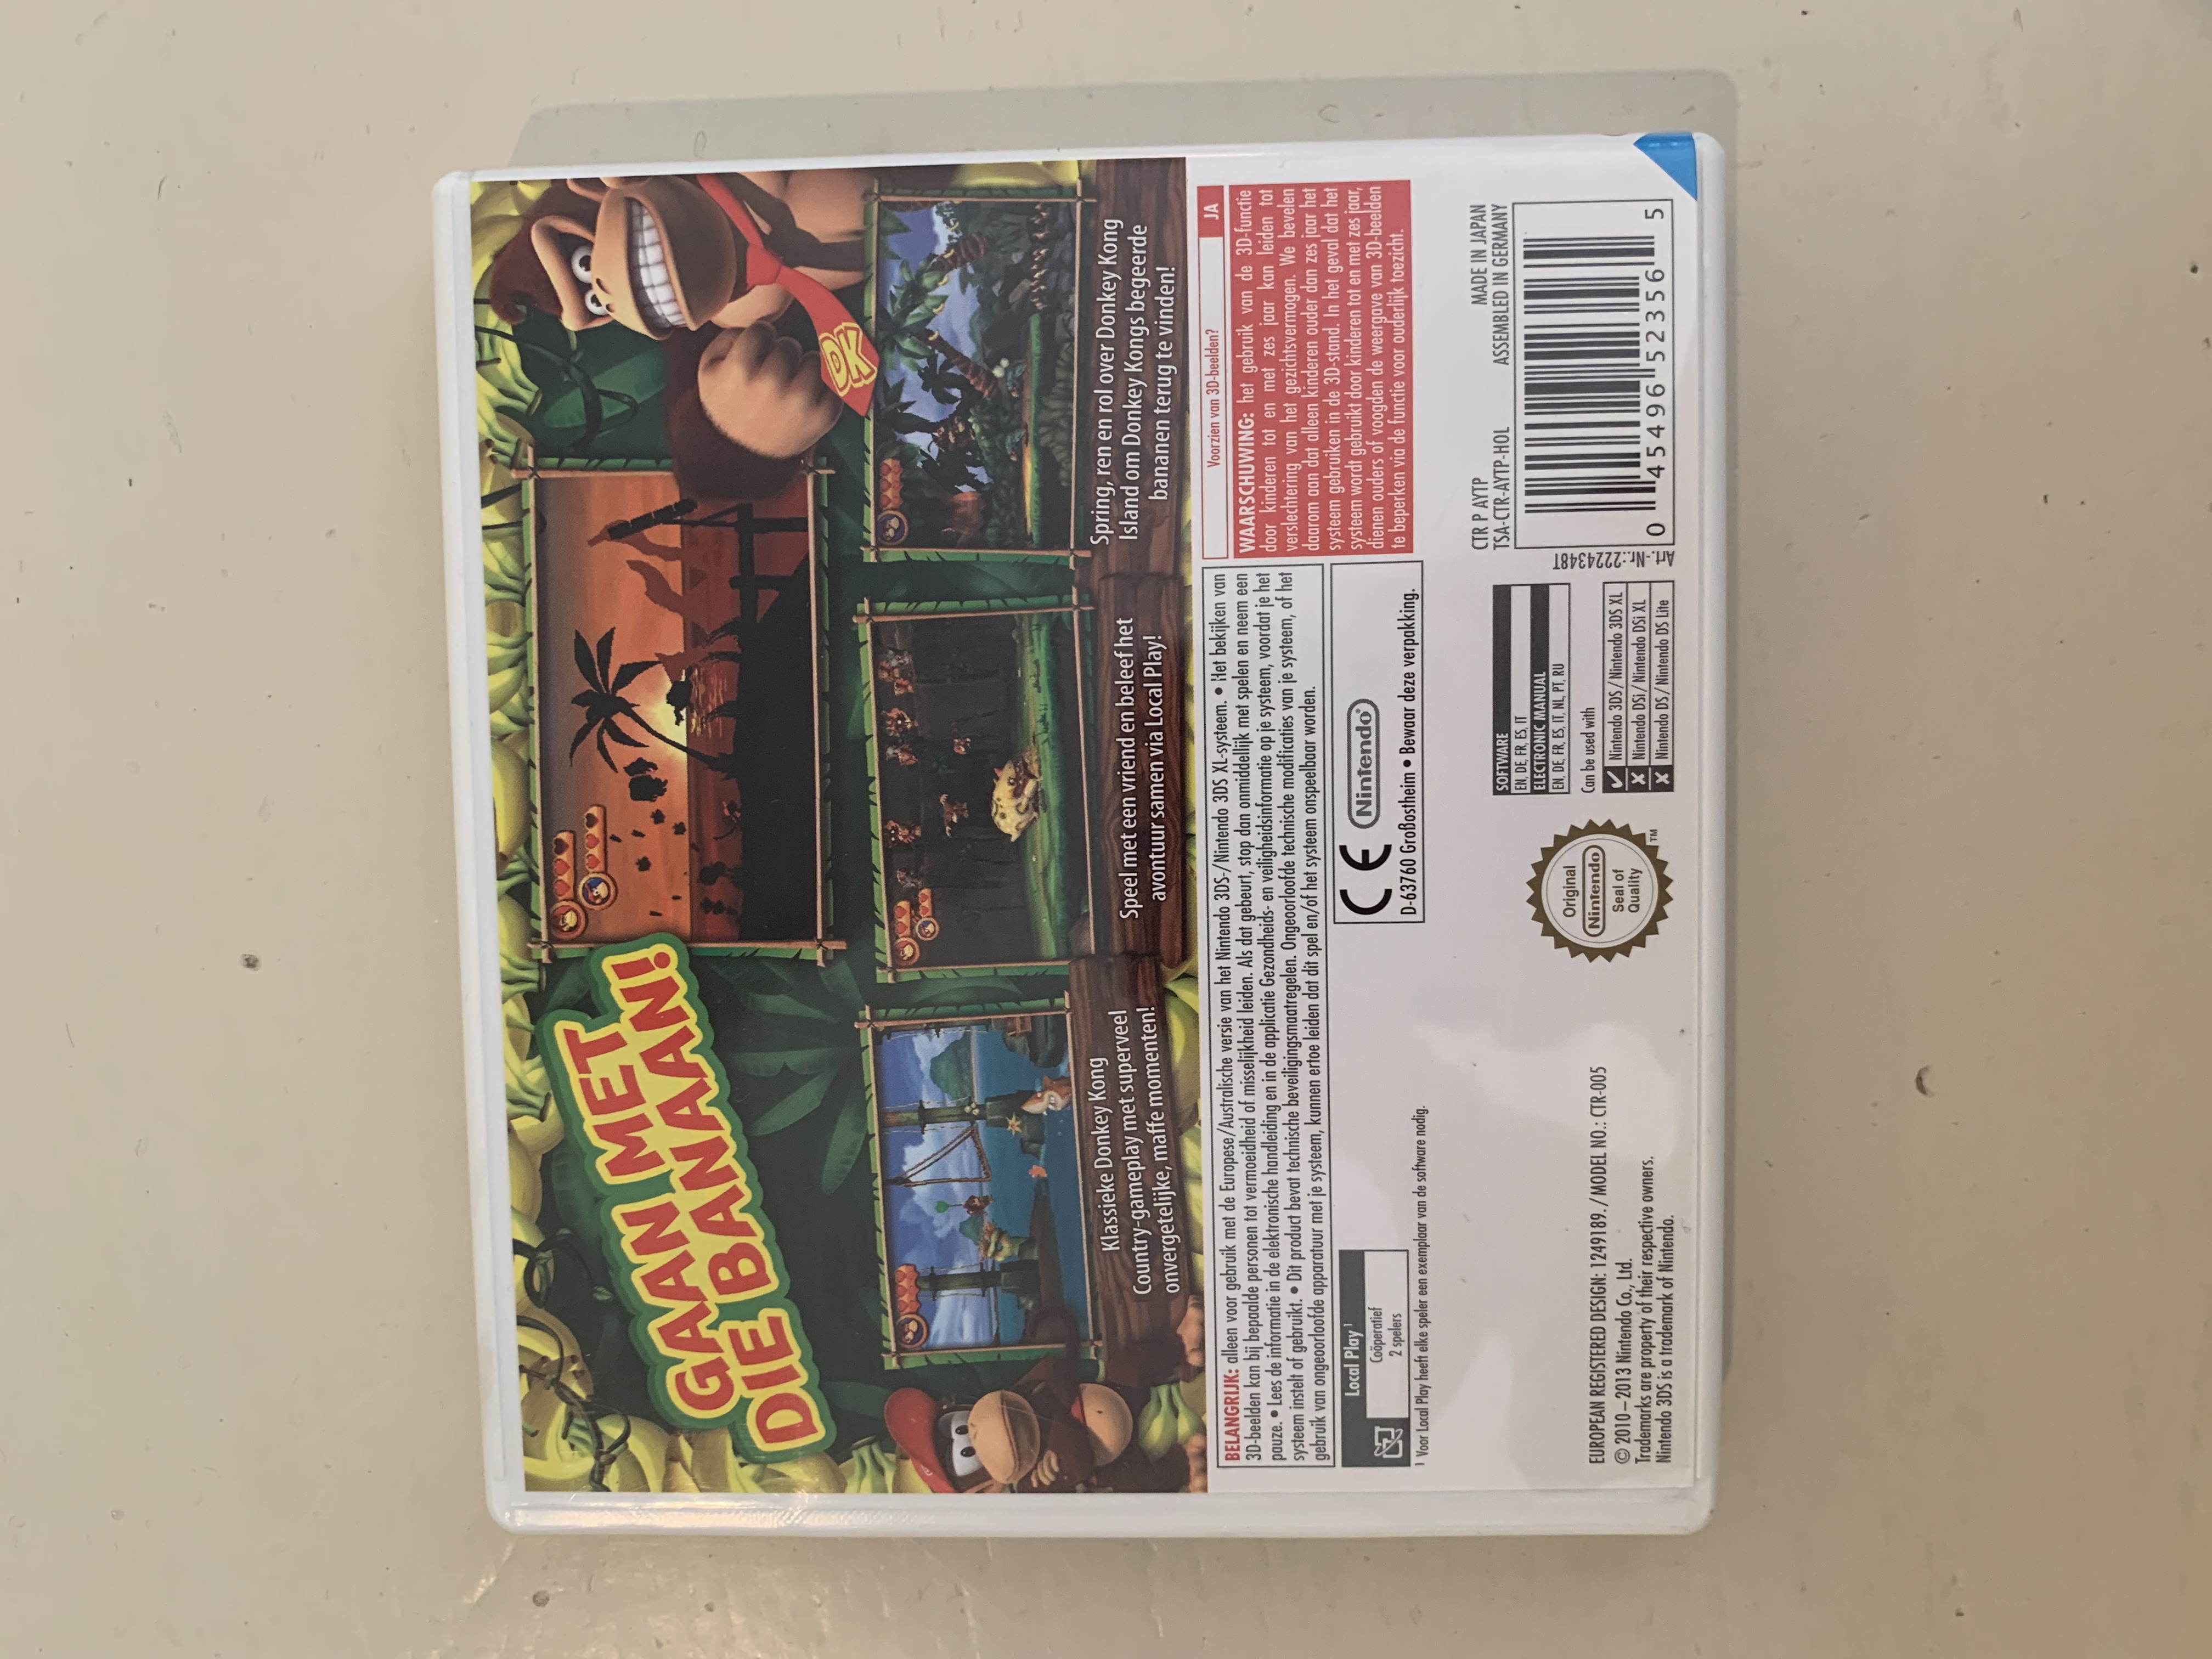 GAAN MET
DIE BANAAN!
DK
Klassieke Donkey Kong
Country-gameplay met superveel
onvergetelijke, maffe momenten!
Speel met een vriend en beleef het
avontuur samen via Local Play!
Spring, ren en rol over Donkey Kong
Island om Donkey Kongs begeerde
bananen terug te vinden!
BELANGRIJK: alleen voor gebruik met de Europese/Australische versie van het Nintendo 3DS-/Nintendo 3DS XL-systeem. • Het bekijken van
3D-beelden kan bij bepaalde personen tot vermoeidheid of misselijkheid leiden. Als dat gebeurt, stop dan onmiddellijk met spelen en neem een
pauze. • Lees de informatie in de elektronische handleiding en in de applicatie Gezondheids- en veiligheidsinformatie op je systeem, voordat je het
systeem instelt of gebruikt. • Dit product bevat technische beveiligingsmaatregelen. Ongeoorloofde technische modificaties van je systeem, of het
gebruik van ongeoorloofde apparatuur met je systeem, kunnen ertoe leiden dat dit spel en/of het systeem onspeelbaar worden.
Voorzien van 3D-beelden? JA
WAARSCHUWING: het gebruik van de 3D-functie
door kinderen tot en met zes jaar kan leiden tot
verslechtering van het gezichtsvermogen. We bevelen
daarom aan dat alleen kinderen ouder dan zes jaar het
systeem gebruiken in de 3D-stand. In het geval dat het
systeem wordt gebruikt door kinderen tot en met zes jaar,
dienen ouders of voogden de weergave van 3D-beelden
te beperken via de functie voor ouderlijk toezicht.
Local Play 1
Coöperatief
2 spelers
1 Voor Local Play heeft elke speler een exemplaar van de software nodig.
CE Nintendo®
D-63760 Großostheim • Bewaar deze verpakking.
CTR P AYTP MADE IN JAPAN
TSA-CTR-AYTP-HOL ASSEMBLED IN GERMANY
SOFTWARE
EN, DE, FR, ES, IT
ELECTRONIC MANUAL
EN, DE, FR, ES, IT, NL, PT, RU
Can be used with
Nintendo 3DS / Nintendo 3DS XL
Nintendo DSi / Nintendo DSi XL
Nintendo DS / Nintendo DS Lite
Original
Nintendo
Seal of
Quality
TM
EUROPEAN REGISTERED DESIGN: 1249189. / MODEL NO.: CTR-005
© 2010–2013 Nintendo Co., Ltd.
Trademarks are property of their respective owners.
Nintendo 3DS is a trademark of Nintendo.
Art.-Nr.:2224348T
0 45496 52356 5